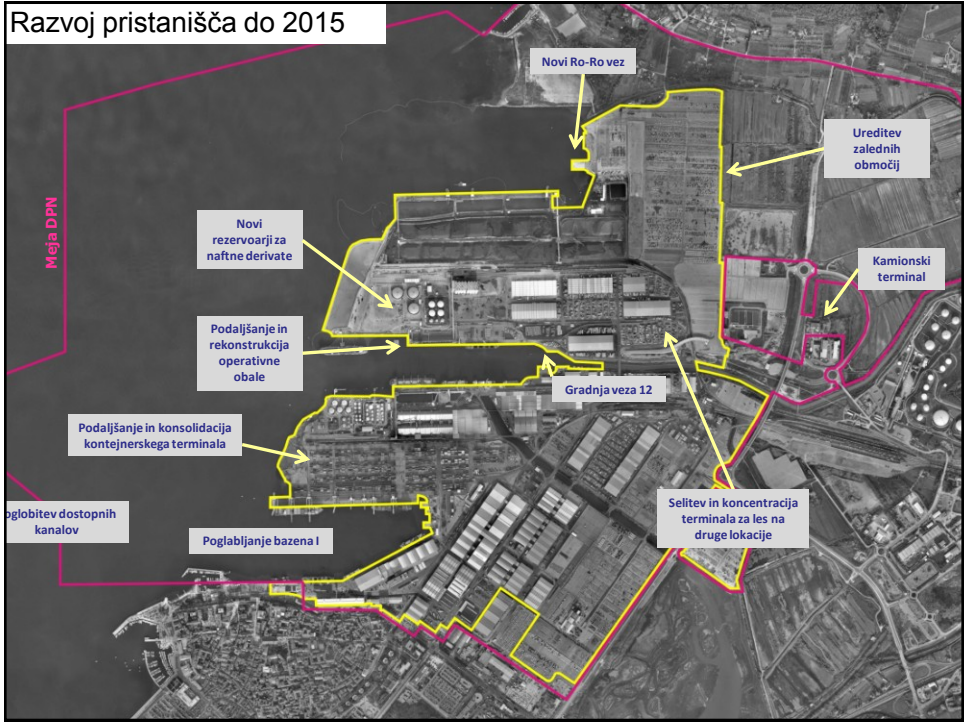 Razvoj pristanišča do 2015
Novi Ro-Ro vez
Ureditev
zalednih
območij
Meja DPN
Novi
rezervoarji za
naftne derivate
Kamionski
terminal
Podaljšanje in
rekonstrukcija
operativne
obale
Gradnja veza 12
Podaljšanje in konsolidacija
kontejnerskega terminala
oglobitev dostopnih
kanalov
Poglabljanje bazena I
Selitev in koncentracija
terminala za les na
druge lokacije